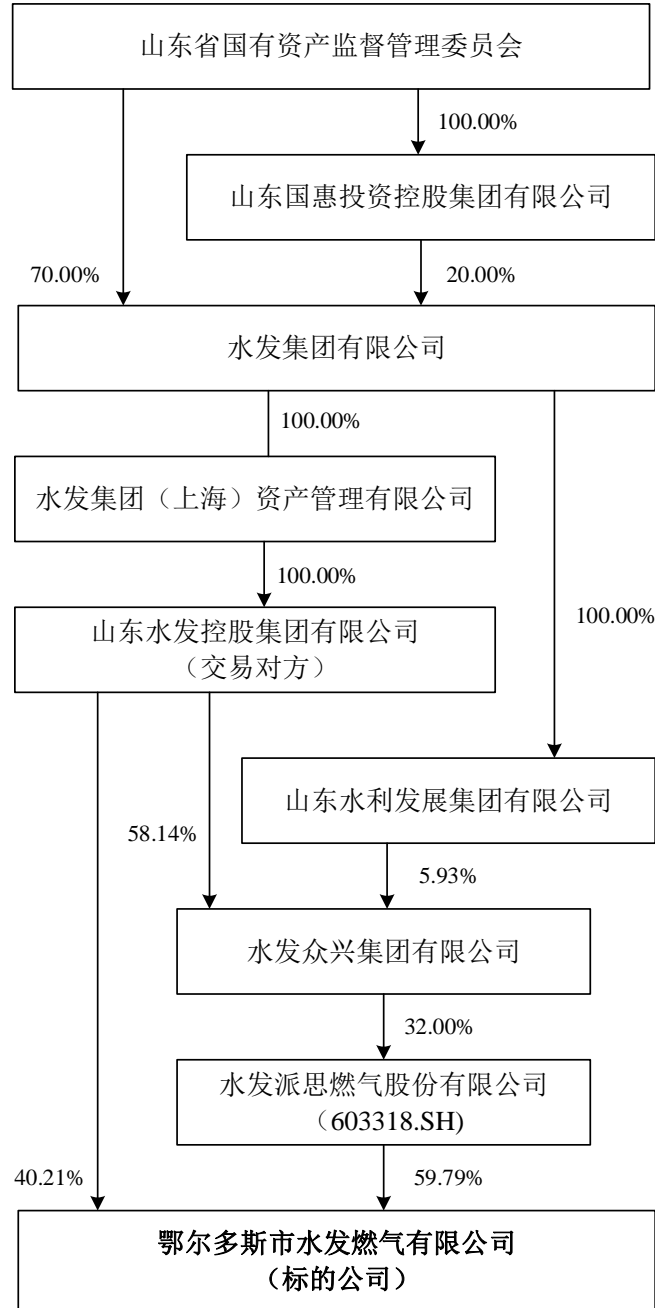 山东省国有资产监督管理委员会
100.00%
山东国惠投资控股集团有限公司
70.00%
20.00%
水发集团有限公司
100.00%
水发集团（上海）资产管理有限公司
100.00%
100.00%
山东水发控股集团有限公司
（交易对方）
山东水利发展集团有限公司
58.14%
5.93%
水发众兴集团有限公司
32.00%
水发派思燃气股份有限公司
（603318.SH)
40.21%
59.79%
鄂尔多斯市水发燃气有限公司
（标的公司）